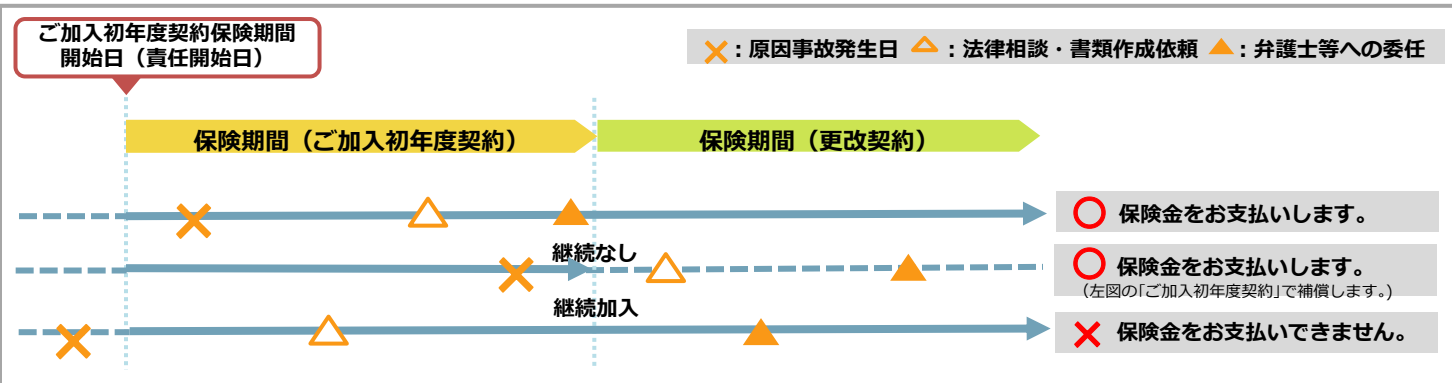 ご加入初年度契約保険期間
開始日（責任開始日）
：原因事故発生日 ：法律相談・書類作成依頼 ：弁護士等への委任
保険期間（ご加入初年度契約） 保険期間（更改契約）
保険金をお支払いします。
継続なし
保険金をお支払いします。
（左図の｢ご加入初年度契約｣で補償します｡）
継続加入
保険金をお支払いできません。